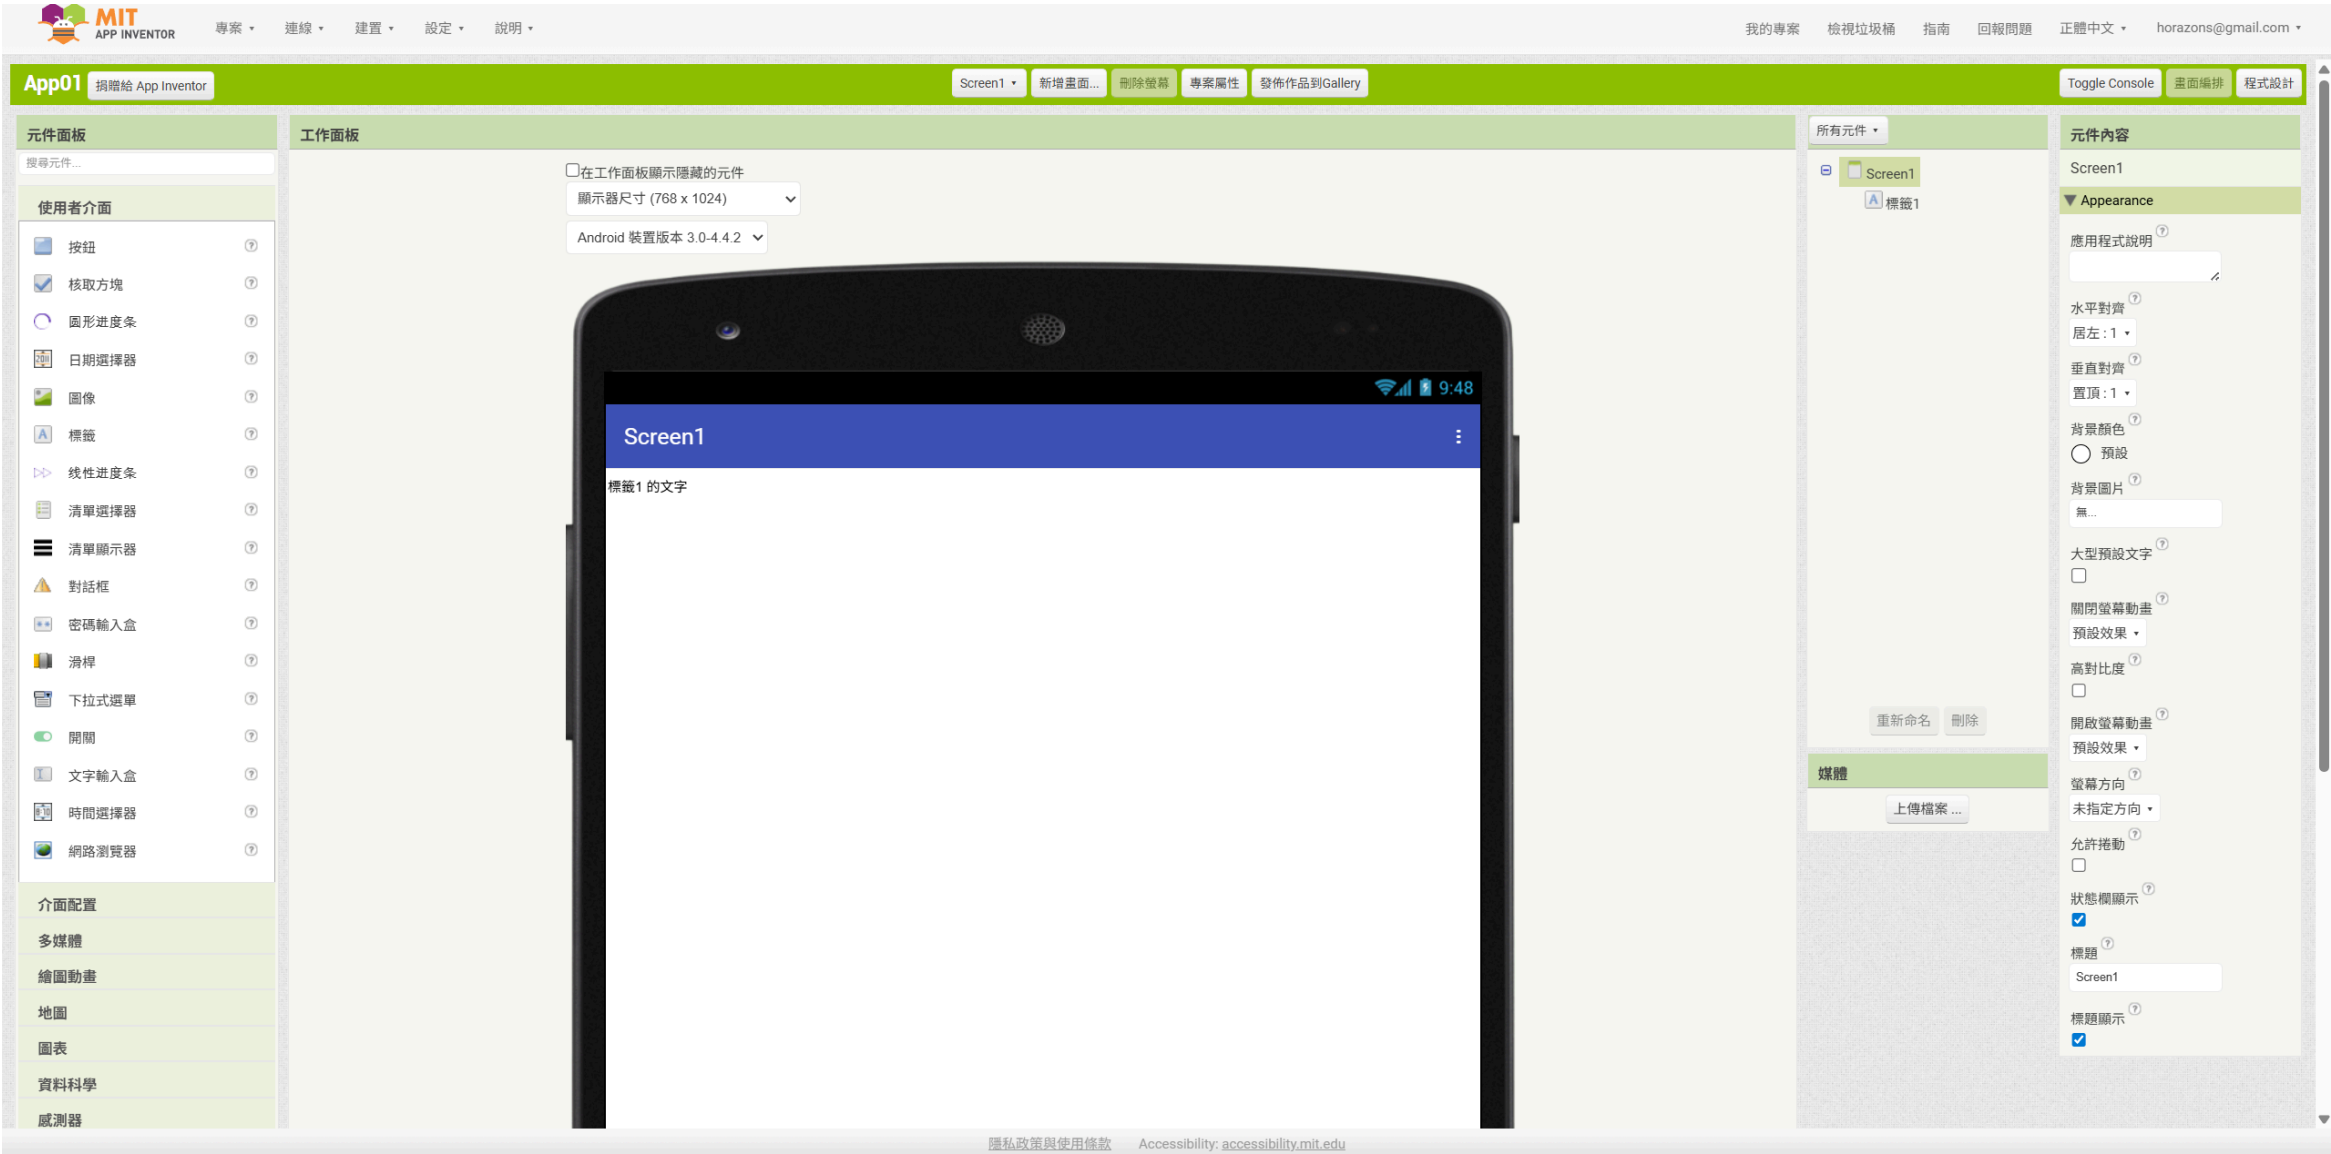 MIT
APP INVENTOR
專案
連線
建置
設定
說明
我的專案
檢視垃圾桶
指南
回報問題
正體中文
horazons@gmail.com
App01
捐贈給 App Inventor
Screen1
新增畫面...
刪除螢幕
專案屬性
發佈作品到Gallery
Toggle Console
畫面編排
程式設計
元件面板
搜尋元件...
使用者介面
按鈕
核取方塊
圆形进度条
日期選擇器
圖像
標籤
线性进度条
清單選擇器
清單顯示器
對話框
密碼輸入盒
滑桿
下拉式選單
開關
文字輸入盒
時間選擇器
網路瀏覽器
介面配置
多媒體
繪圖動畫
地圖
圖表
資料科學
感測器
工作面板
在工作面板顯示隱藏的元件
顯示器尺寸 (768 x 1024)
Android 裝置版本 3.0-4.4.2
9:48
Screen1
標籤1 的文字
所有元件
Screen1
標籤1
重新命名
刪除
媒體
上傳檔案 ...
元件內容
Screen1
Appearance
應用程式說明
水平對齊
居左 : 1
垂直對齊
置頂 : 1
背景顏色
預設
背景圖片
無...
大型預設文字
關閉螢幕動畫
預設效果
高對比度
開啟螢幕動畫
預設效果
螢幕方向
未指定方向
允許捲動
狀態欄顯示
標題
Screen1
標題顯示
隱私政策與使用條款
Accessibility: accessibility.mit.edu